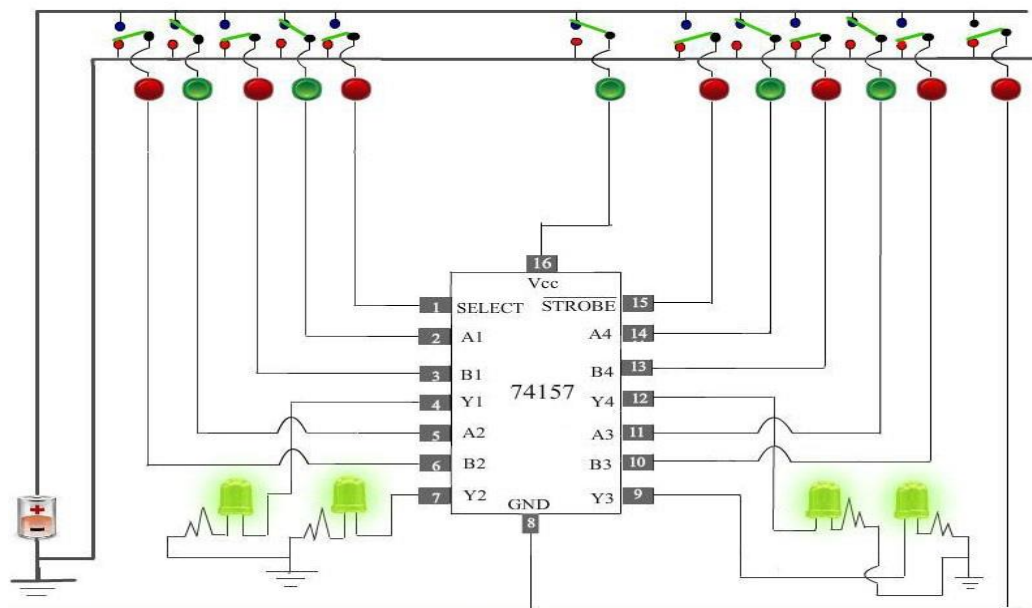 16
Vcc
1 SELECT S̅T̅R̅O̅B̅E̅ 15
2 A1 A4 14
3 B1 B4 13
74157
4 Y1 Y4 12
5 A2 A3 11
6 B2 B3 10
7 Y2 Y3 9
GND
8
+
-